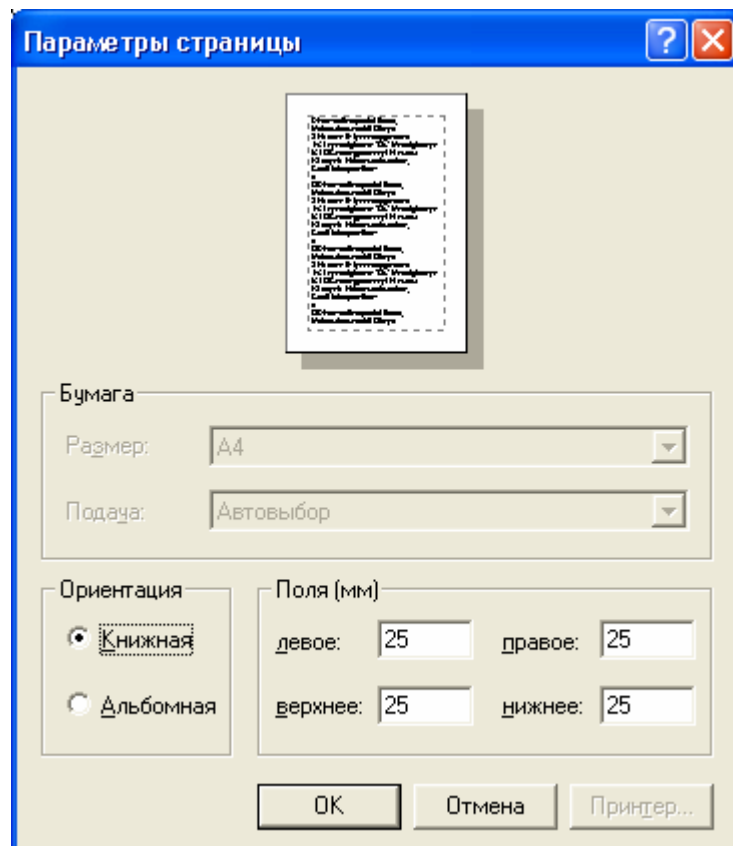 Параметры страницы
Бумага
Размер: A4
Подача: Автовыбор
Ориентация
Книжная
Альбомная
Поля (мм)
левое: 25 правое: 25
верхнее: 25 нижнее: 25
OK Отмена Принтер...